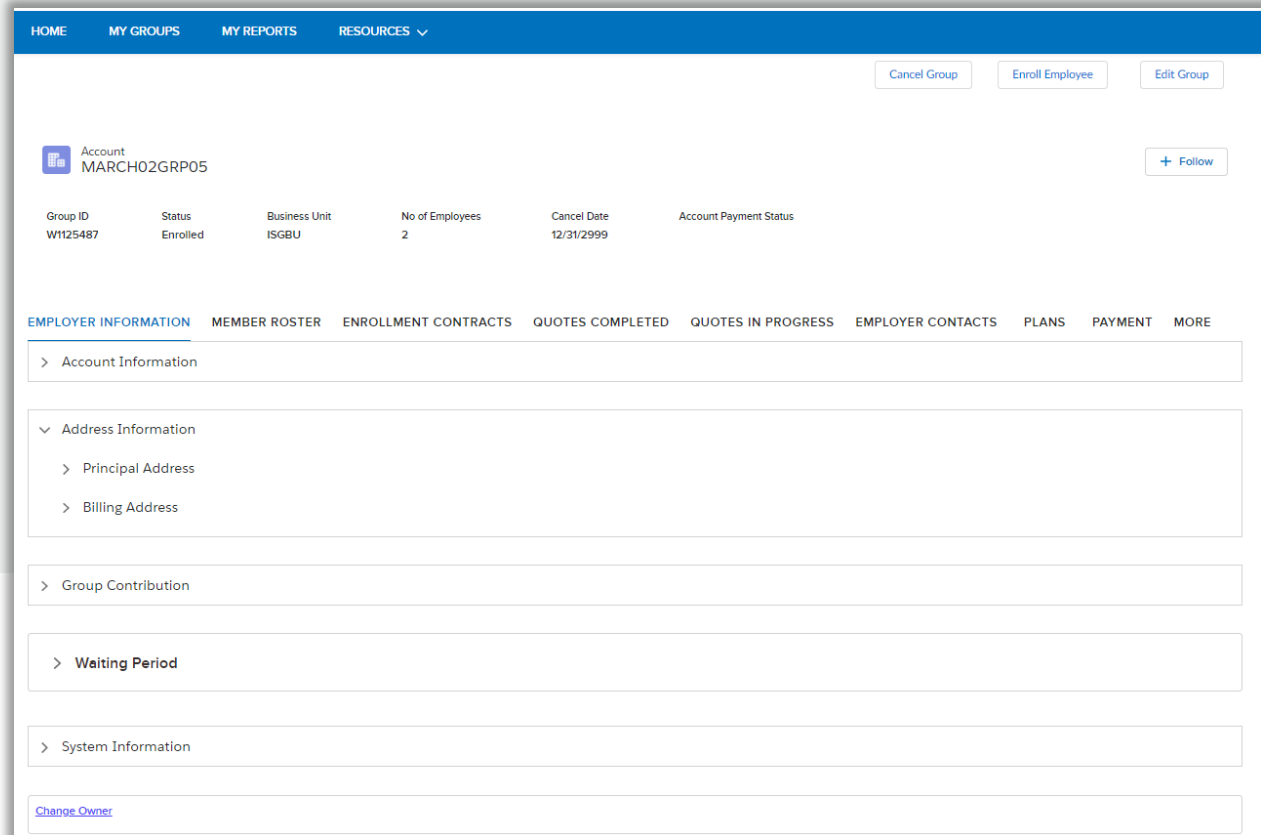 HOME MY GROUPS MY REPORTS RESOURCES
Cancel Group Enroll Employee Edit Group
Account
MARCH02GRP05
+ Follow
Group ID Status Business Unit No of Employees Cancel Date Account Payment Status
W1125487 Enrolled ISGBU 2 12/31/2999
EMPLOYER INFORMATION MEMBER ROSTER ENROLLMENT CONTRACTS QUOTES COMPLETED QUOTES IN PROGRESS EMPLOYER CONTACTS PLANS PAYMENT MORE
Account Information
Address Information
Principal Address
Billing Address
Group Contribution
Waiting Period
System Information
Change Owner